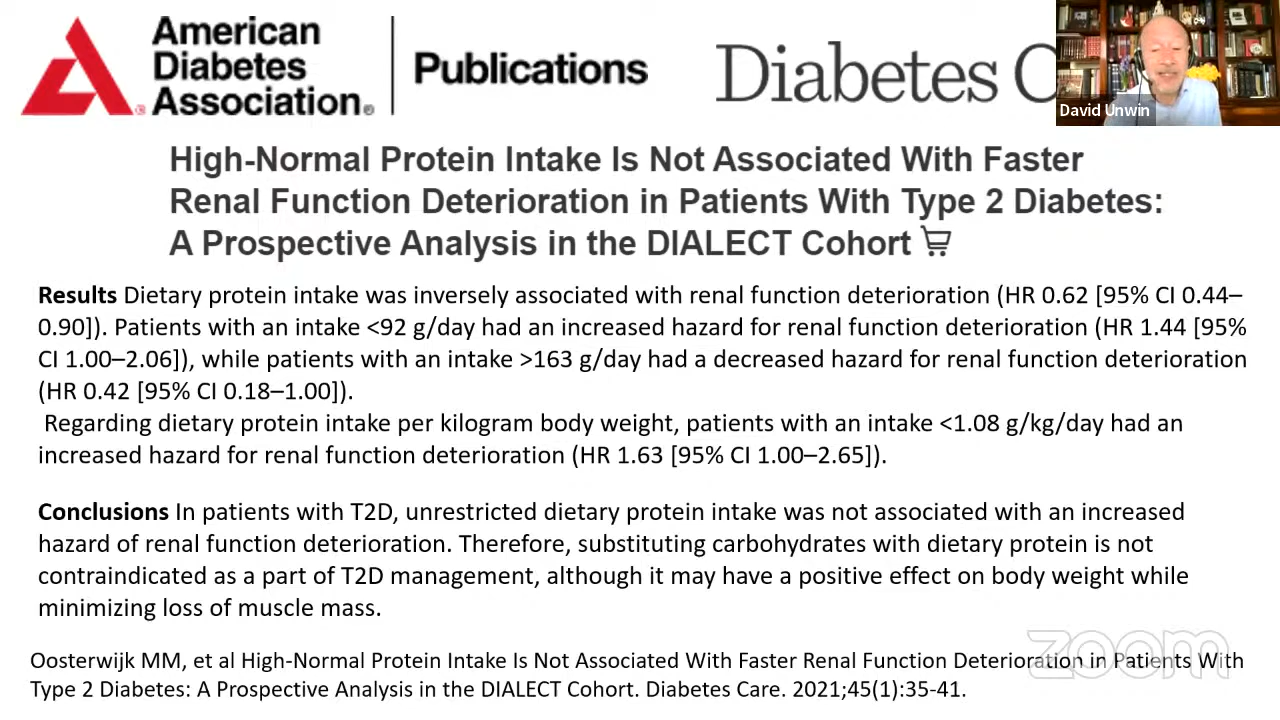 American
Diabetes
Association®
Publications
Diabetes C
David Unwin
High-Normal Protein Intake Is Not Associated With Faster
Renal Function Deterioration in Patients With Type 2 Diabetes:
A Prospective Analysis in the DIALECT Cohort
Results Dietary protein intake was inversely associated with renal function deterioration (HR 0.62 [95% CI 0.44–
0.90]). Patients with an intake <92 g/day had an increased hazard for renal function deterioration (HR 1.44 [95%
CI 1.00–2.06]), while patients with an intake >163 g/day had a decreased hazard for renal function deterioration
(HR 0.42 [95% CI 0.18–1.00]).
Regarding dietary protein intake per kilogram body weight, patients with an intake <1.08 g/kg/day had an
increased hazard for renal function deterioration (HR 1.63 [95% CI 1.00–2.65]).
Conclusions In patients with T2D, unrestricted dietary protein intake was not associated with an increased
hazard of renal function deterioration. Therefore, substituting carbohydrates with dietary protein is not
contraindicated as a part of T2D management, although it may have a positive effect on body weight while
minimizing loss of muscle mass.
zoom
Oosterwijk MM, et al High-Normal Protein Intake Is Not Associated With Faster Renal Function Deterioration in Patients With
Type 2 Diabetes: A Prospective Analysis in the DIALECT Cohort. Diabetes Care. 2021;45(1):35-41.